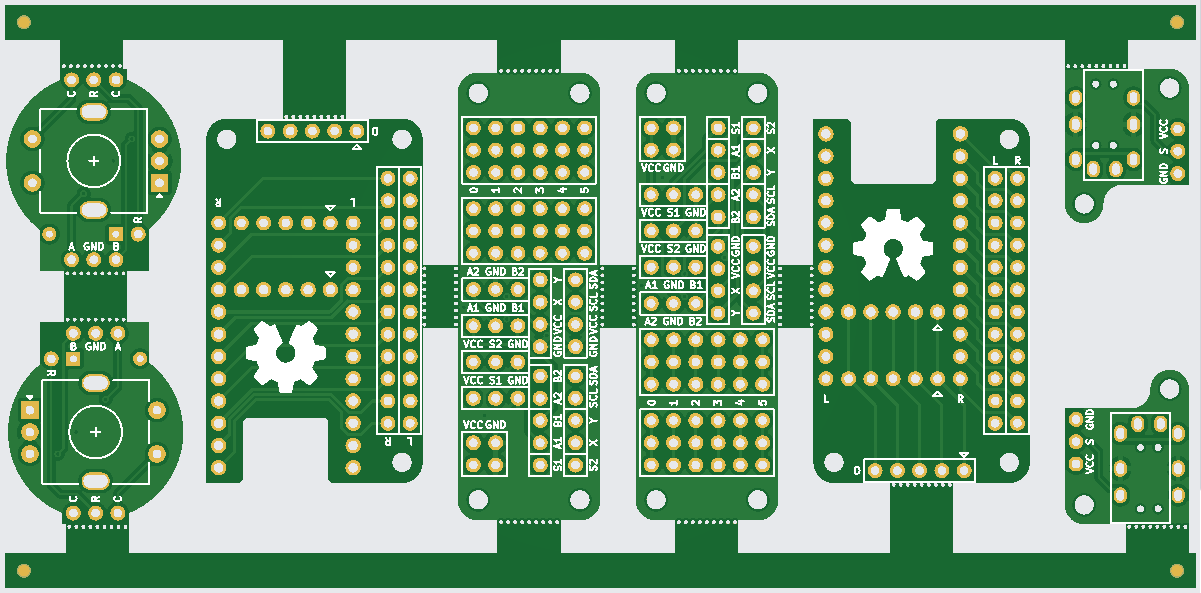 C R C
R
A GND B
B GND A
R
C R C
0
R L
R L
0 1 2 3 4 5
A2 GND B2
A1 GND B1
VCC S2 GND
VCC S1 GND
VCC GND
Y
X
VCC
GND
SDA
SCL
VCC
GND
B2
A2
B1
A1
S1
SDA
SCL
Y
X
S2
VCC GND
VCC S1 GND
VCC S2 GND
A1 GND B1
A2 GND B2
S1
A1
B1
A2
B2
S2
X
Y
SCL
SDA
GND
VCC
X
Y
GND
VCC
SCL
SDA
0 1 2 3 4 5
L R
L R
0
VCC
S
GND
GND
S
VCC